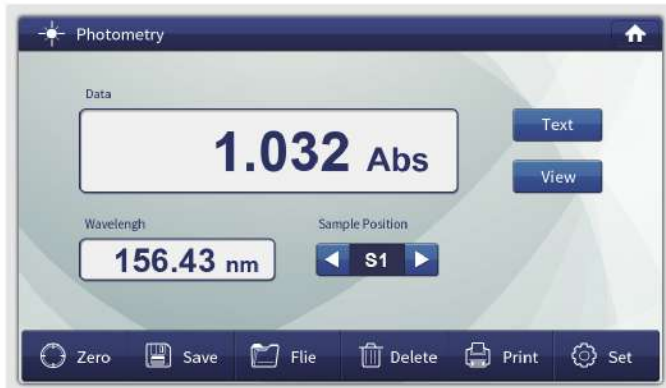 Photometry
Data
1.032 Abs
Text
View
Wavelengh
Sample Position
156.43 nm
S1
Zero Save Flie Delete Print Set